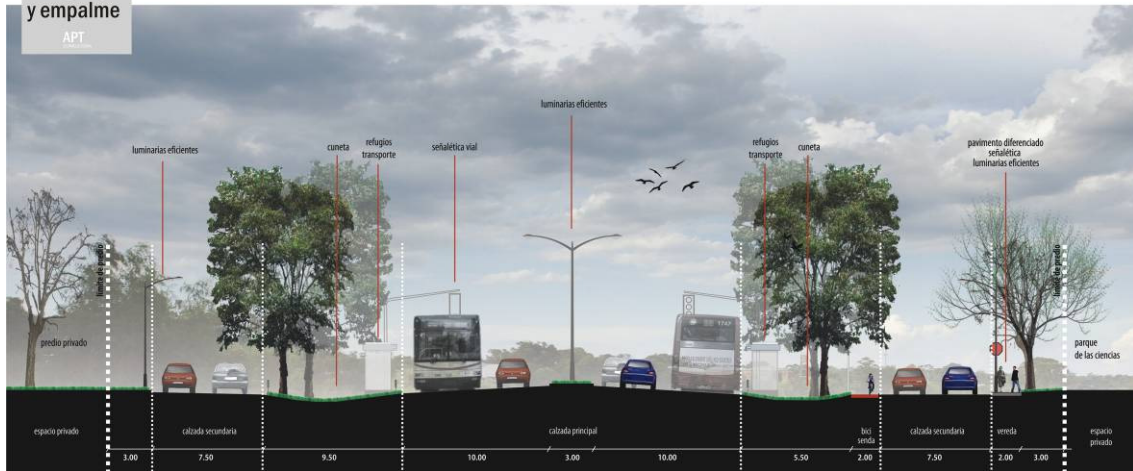 y empalme
APT
luminarias eficientes
luminarias eficientes
cuneta
refugios
transporte
señalética vial
refugios
transporte
cuneta
pavimento diferenciado
señalética
luminarias eficientes
límite de predio
límite de predio
predio privado
parque
de las ciencias
1747
espacio privado
calzada secundaria
calzada principal
bici
senda
calzada secundaria
vereda
espacio
privado
3.00
7.50
9.50
10.00
3.00
10.00
5.50
2.00
7.50
2.00
3.00